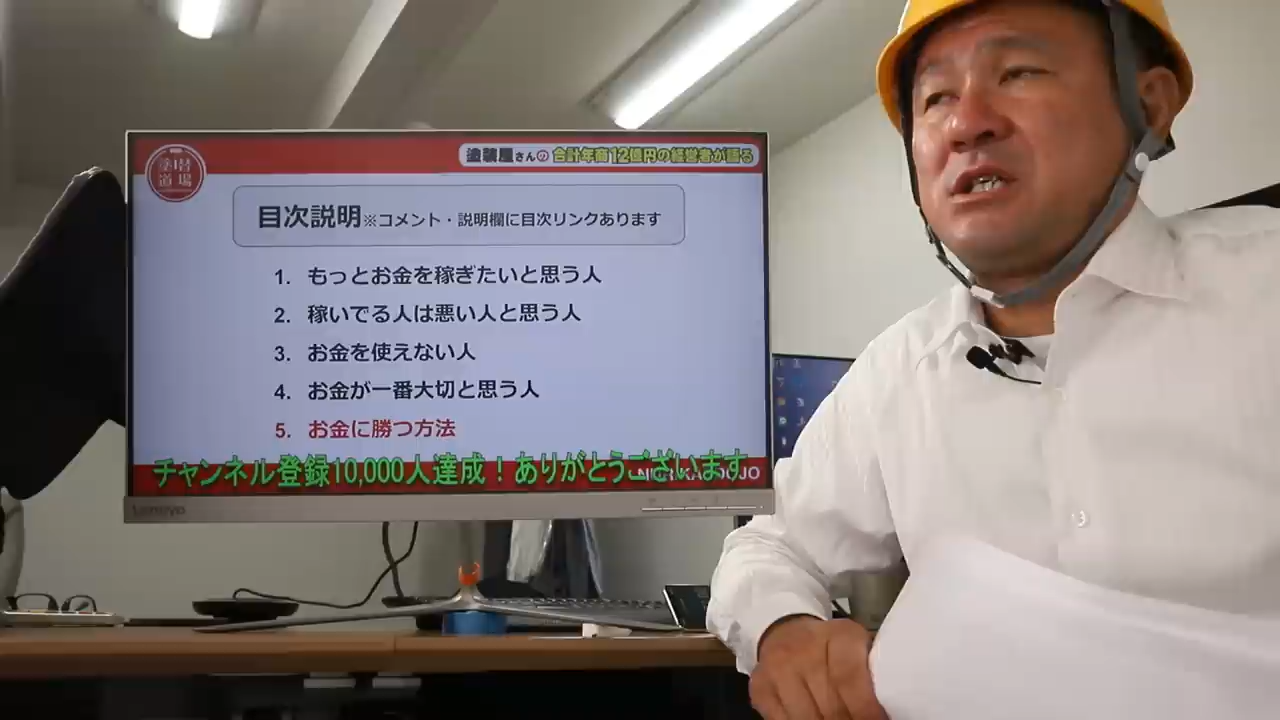 塗替
道場
塗装屋さんの 合計年商12億円の経営者が語る
目次説明※コメント・説明欄に目次リンクあります
1. もっとお金を稼ぎたいと思う人
2. 稼いでる人は悪い人と思う人
3. お金を使えない人
4. お金が一番大切と思う人
5. お金に勝つ方法
チャンネル登録10,000人達成！ありがとうございます
Lenovo